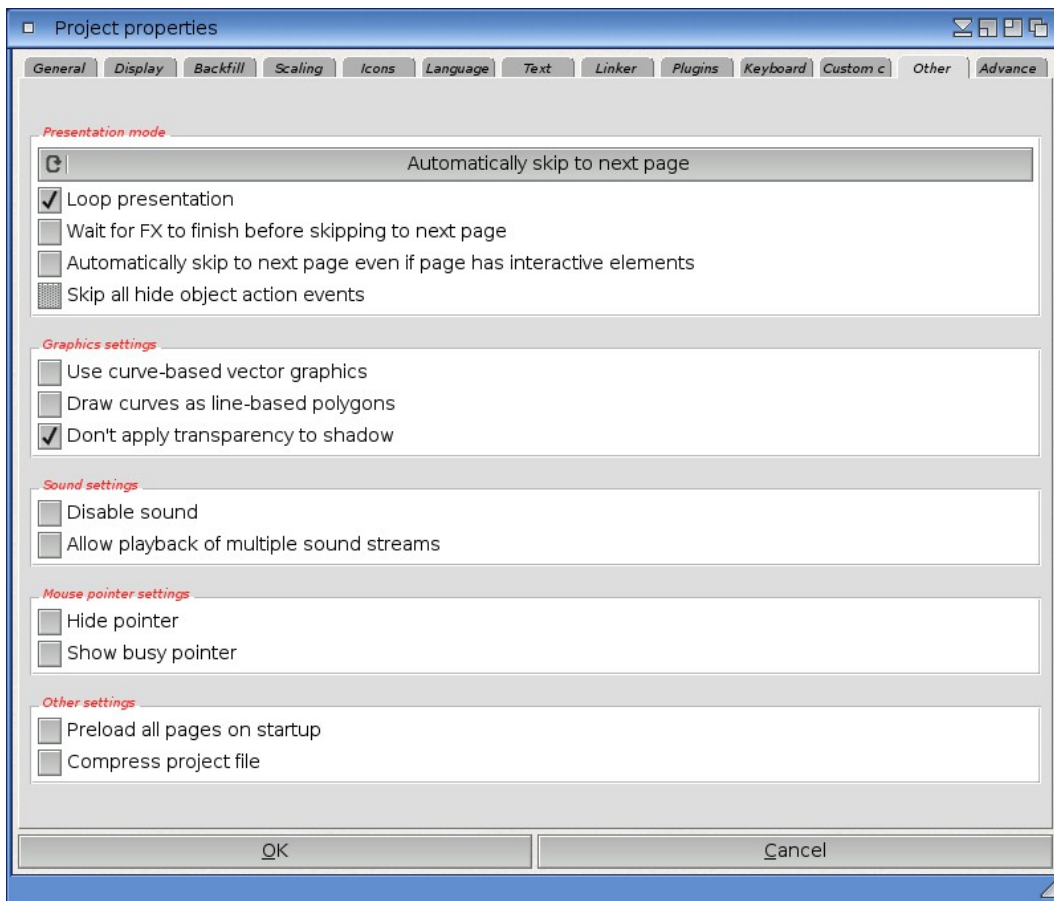 Project properties
General Display Backfill Scaling Icons Language Text Linker Plugins Keyboard Custom c Other Advance
Presentation mode
Automatically skip to next page
Loop presentation
Wait for FX to finish before skipping to next page
Automatically skip to next page even if page has interactive elements
Skip all hide object action events
Graphics settings
Use curve-based vector graphics
Draw curves as line-based polygons
Don't apply transparency to shadow
Sound settings
Disable sound
Allow playback of multiple sound streams
Mouse pointer settings
Hide pointer
Show busy pointer
Other settings
Preload all pages on startup
Compress project file
OK Cancel